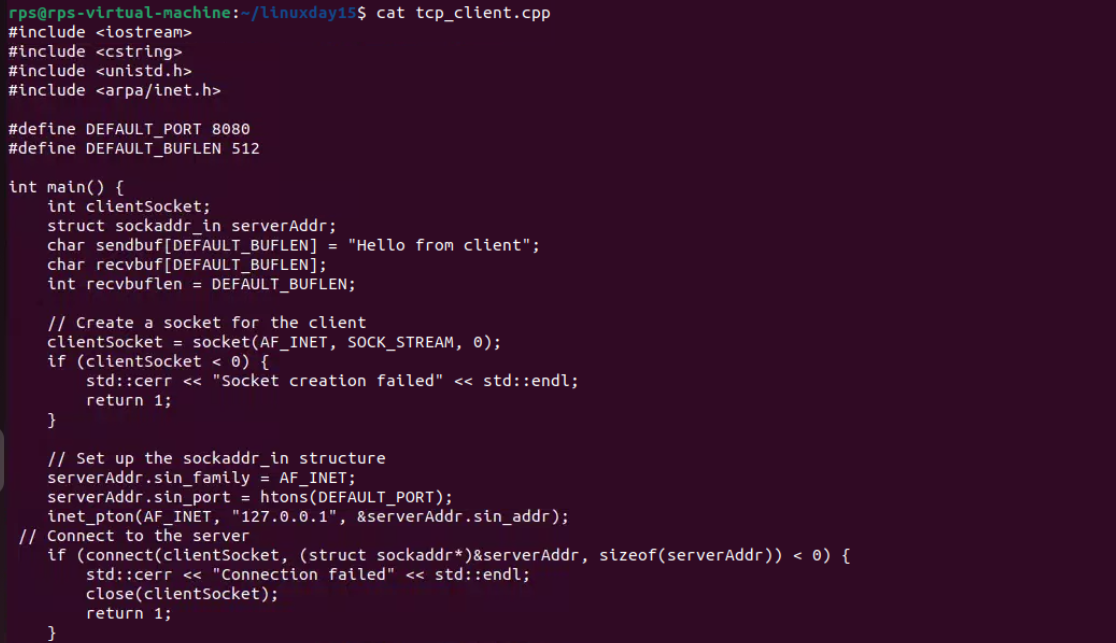 rps@rps-virtual-machine:~/linuxday15$ cat tcp_client.cpp
#include <iostream>
#include <cstring>
#include <unistd.h>
#include <arpa/inet.h>

#define DEFAULT_PORT 8080
#define DEFAULT_BUFLEN 512

int main() {
    int clientSocket;
    struct sockaddr_in serverAddr;
    char sendbuf[DEFAULT_BUFLEN] = "Hello from client";
    char recvbuf[DEFAULT_BUFLEN];
    int recvbuflen = DEFAULT_BUFLEN;

    // Create a socket for the client
    clientSocket = socket(AF_INET, SOCK_STREAM, 0);
    if (clientSocket < 0) {
        std::cerr << "Socket creation failed" << std::endl;
        return 1;
    }

    // Set up the sockaddr_in structure
    serverAddr.sin_family = AF_INET;
    serverAddr.sin_port = htons(DEFAULT_PORT);
    inet_pton(AF_INET, "127.0.0.1", &serverAddr.sin_addr);
 // Connect to the server
    if (connect(clientSocket, (struct sockaddr*)&serverAddr, sizeof(serverAddr)) < 0) {
        std::cerr << "Connection failed" << std::endl;
        close(clientSocket);
        return 1;
    }